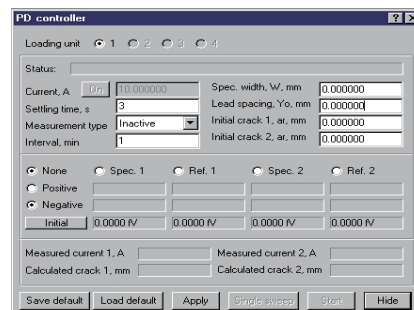 PD controller
Loading unit 1 2 3 4
Status:
Current, A On 10.000000 Spec. width, W, mm 0.000000
Settling time, s 3 Lead spacing, Yo, mm 0.000000
Measurement type Inactive Initial crack 1, ar, mm 0.000000
Interval, min 1 Initial crack 2, ar, mm 0.000000
None Spec. 1 Ref. 1 Spec. 2 Ref. 2
Positive
Negative
Initial 0.0000 fV 0.0000 fV 0.0000 fV 0.0000 fV
Measured current 1, A Measured current 2, A
Calculated crack 1, mm Calculated crack 2, mm
Save default Load default Apply Single sweep Start Hide